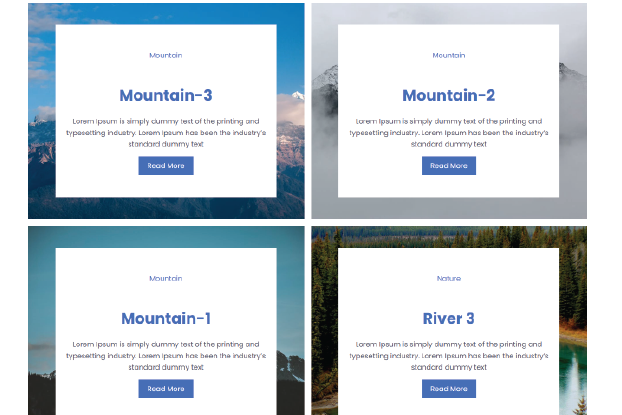 Mountain
Mountain-3
Lorem Ipsum is simply dummy text of the printing and
typesetting industry. Lorem Ipsum has been the industry's
standard dummy text
Read More
Mountain
Mountain-2
Lorem Ipsum is simply dummy text of the printing and
typesetting industry. Lorem Ipsum has been the industry's
standard dummy text
Read More
Mountain
Mountain-1
Lorem Ipsum is simply dummy text of the printing and
typesetting industry. Lorem Ipsum has been the industry's
standard dummy text
Read More
Nature
River 3
Lorem Ipsum is simply dummy text of the printing and
typesetting industry. Lorem Ipsum has been the industry's
standard dummy text
Read More